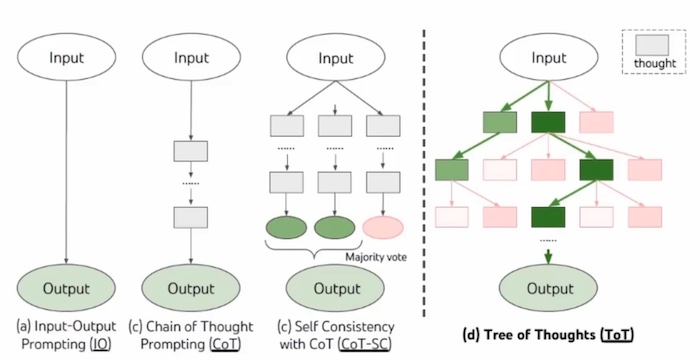 Input
Input
Input
Input
thought
......
...... ......
......
Majority vote
Output
Output
Output
Output
(a) Input-Output
Prompting (IO)
(c) Chain of Thought
Prompting (CoT)
(c) Self Consistency
with CoT (CoT-SC)
(d) Tree of Thoughts (ToT)